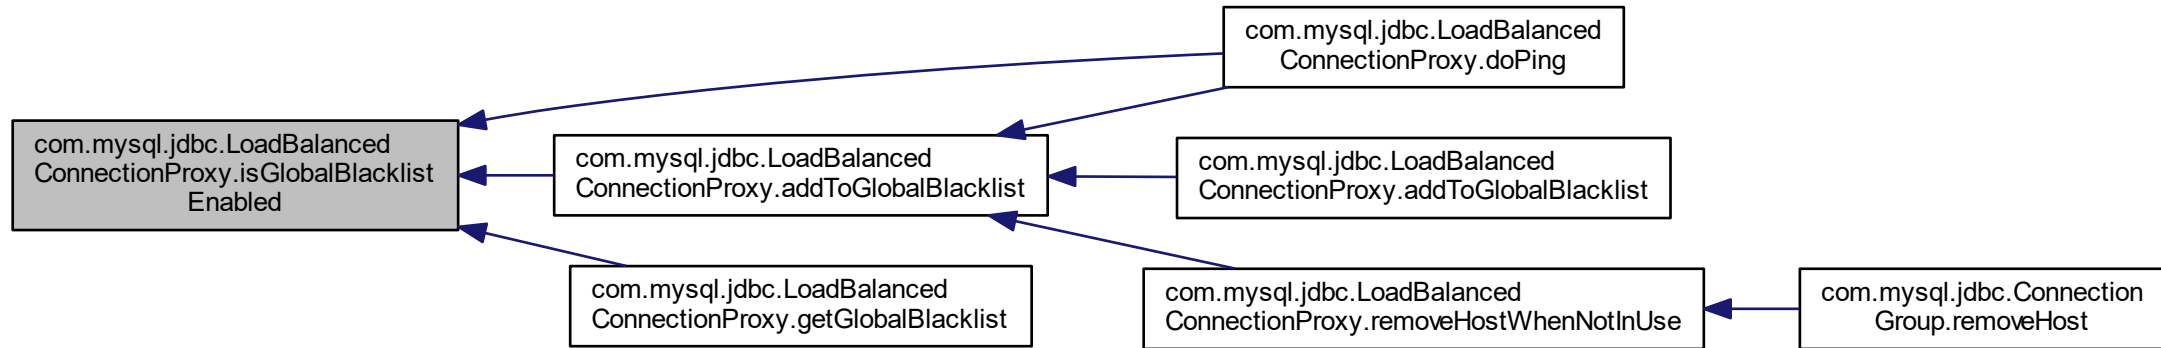 com.mysql.jdbc.LoadBalanced
ConnectionProxy.isGlobalBlacklist
Enabled
com.mysql.jdbc.LoadBalanced
ConnectionProxy.doPing
com.mysql.jdbc.LoadBalanced
ConnectionProxy.addToGlobalBlacklist
com.mysql.jdbc.LoadBalanced
ConnectionProxy.addToGlobalBlacklist
com.mysql.jdbc.LoadBalanced
ConnectionProxy.getGlobalBlacklist
com.mysql.jdbc.LoadBalanced
ConnectionProxy.removeHostWhenNotInUse
com.mysql.jdbc.Connection
Group.removeHost